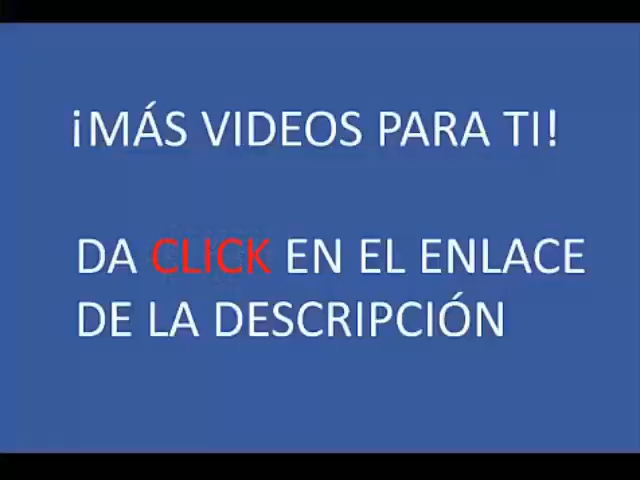 ¡MÁS VIDEOS PARA TI!
DA CLICK EN EL ENLACE
DE LA DESCRIPCIÓN